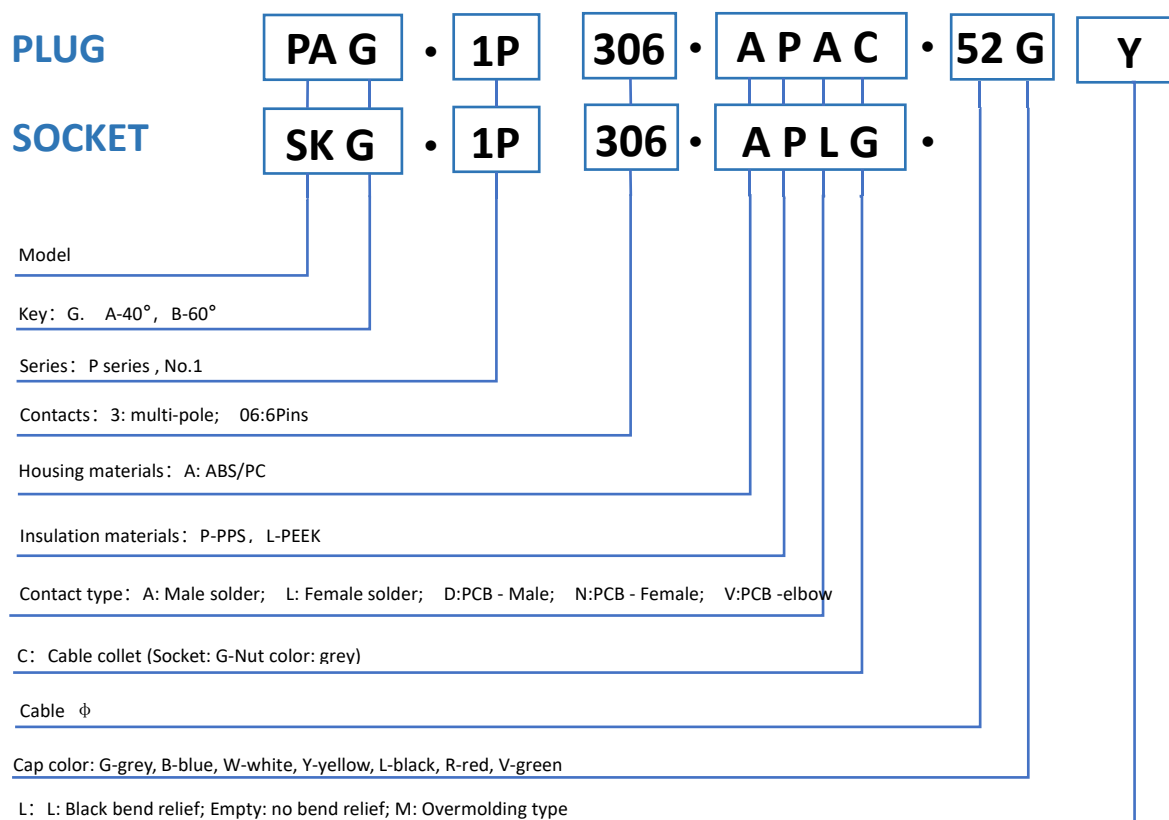 PLUG PA G • 1P 306 • A P A C • 52 G Y
SOCKET SK G • 1P 306 • A P L G •
Model
Key：G. A-40°，B-60°
Series：P series , No.1
Contacts：3: multi-pole; 06:6Pins
Housing materials：A: ABS/PC
Insulation materials：P-PPS，L-PEEK
Contact type：A: Male solder; L: Female solder; D:PCB - Male; N:PCB - Female; V:PCB -elbow
C：Cable collet (Socket: G-Nut color: grey)
Cable φ
Cap color: G-grey, B-blue, W-white, Y-yellow, L-black, R-red, V-green
L：L: Black bend relief; Empty: no bend relief; M: Overmolding type